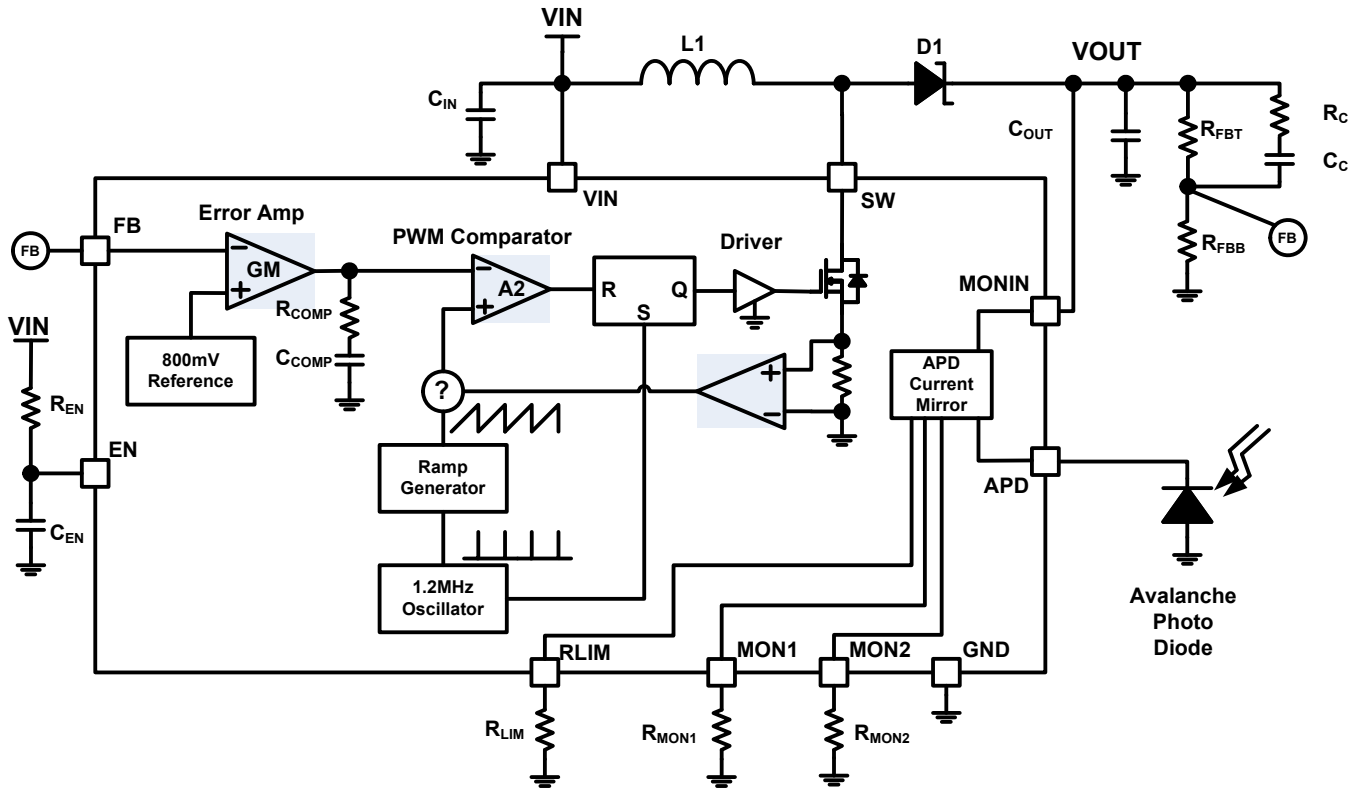 VIN
L1
D1
VOUT
CIN
COUT
RFBT
RC
CC
VIN
SW
FB
FB
Error Amp
PWM Comparator
Driver
RFBB
FB
−
GM
+
−
A2
+
R
Q
S
MONIN
VIN
800mV
Reference
RCOMP
CCOMP
?
+
−
APD
Current
Mirror
REN
EN
Ramp
Generator
APD
CEN
1.2MHz
Oscillator
Avalanche
Photo
Diode
RLIM
MON1
MON2
GND
RLIM
RMON1
RMON2